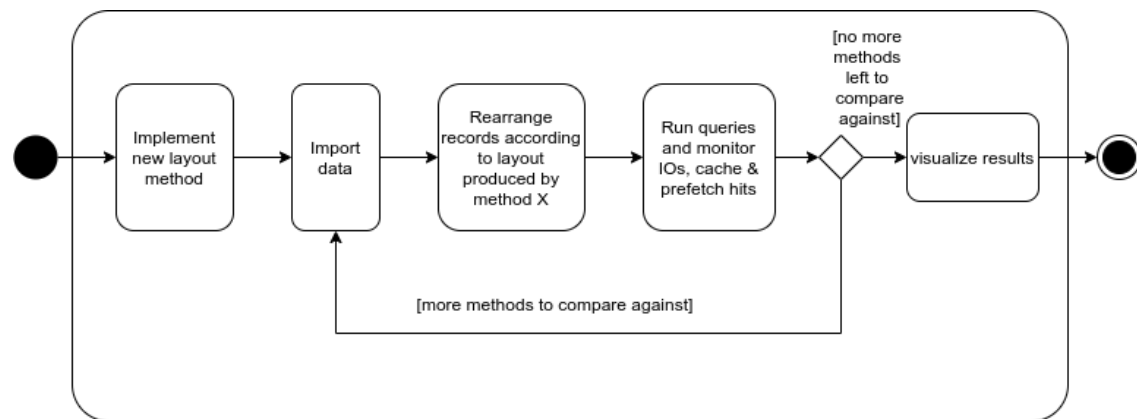 Implement
new layout
method
Import
data
Rearrange
records according
to layout
produced by
method X
Run queries
and monitor
IOs, cache &
prefetch hits
[no more
methods
left to
compare
against]
visualize results
[more methods to compare against]